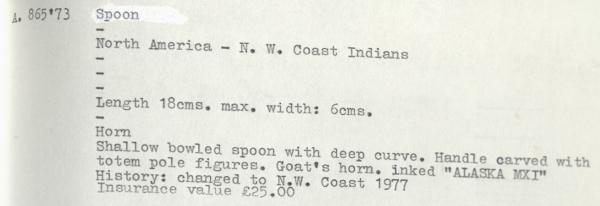 A. 865'73 Spoon
-
North America - N. W. Coast Indians
-
-
-
Length 18cms. max. width: 6cms.
-
Horn
Shallow bowled spoon with deep curve. Handle carved with
totem pole figures. Goat's horn. inked "ALASKA MXI"
History: changed to N.W. Coast 1977
Insurance value £25.00